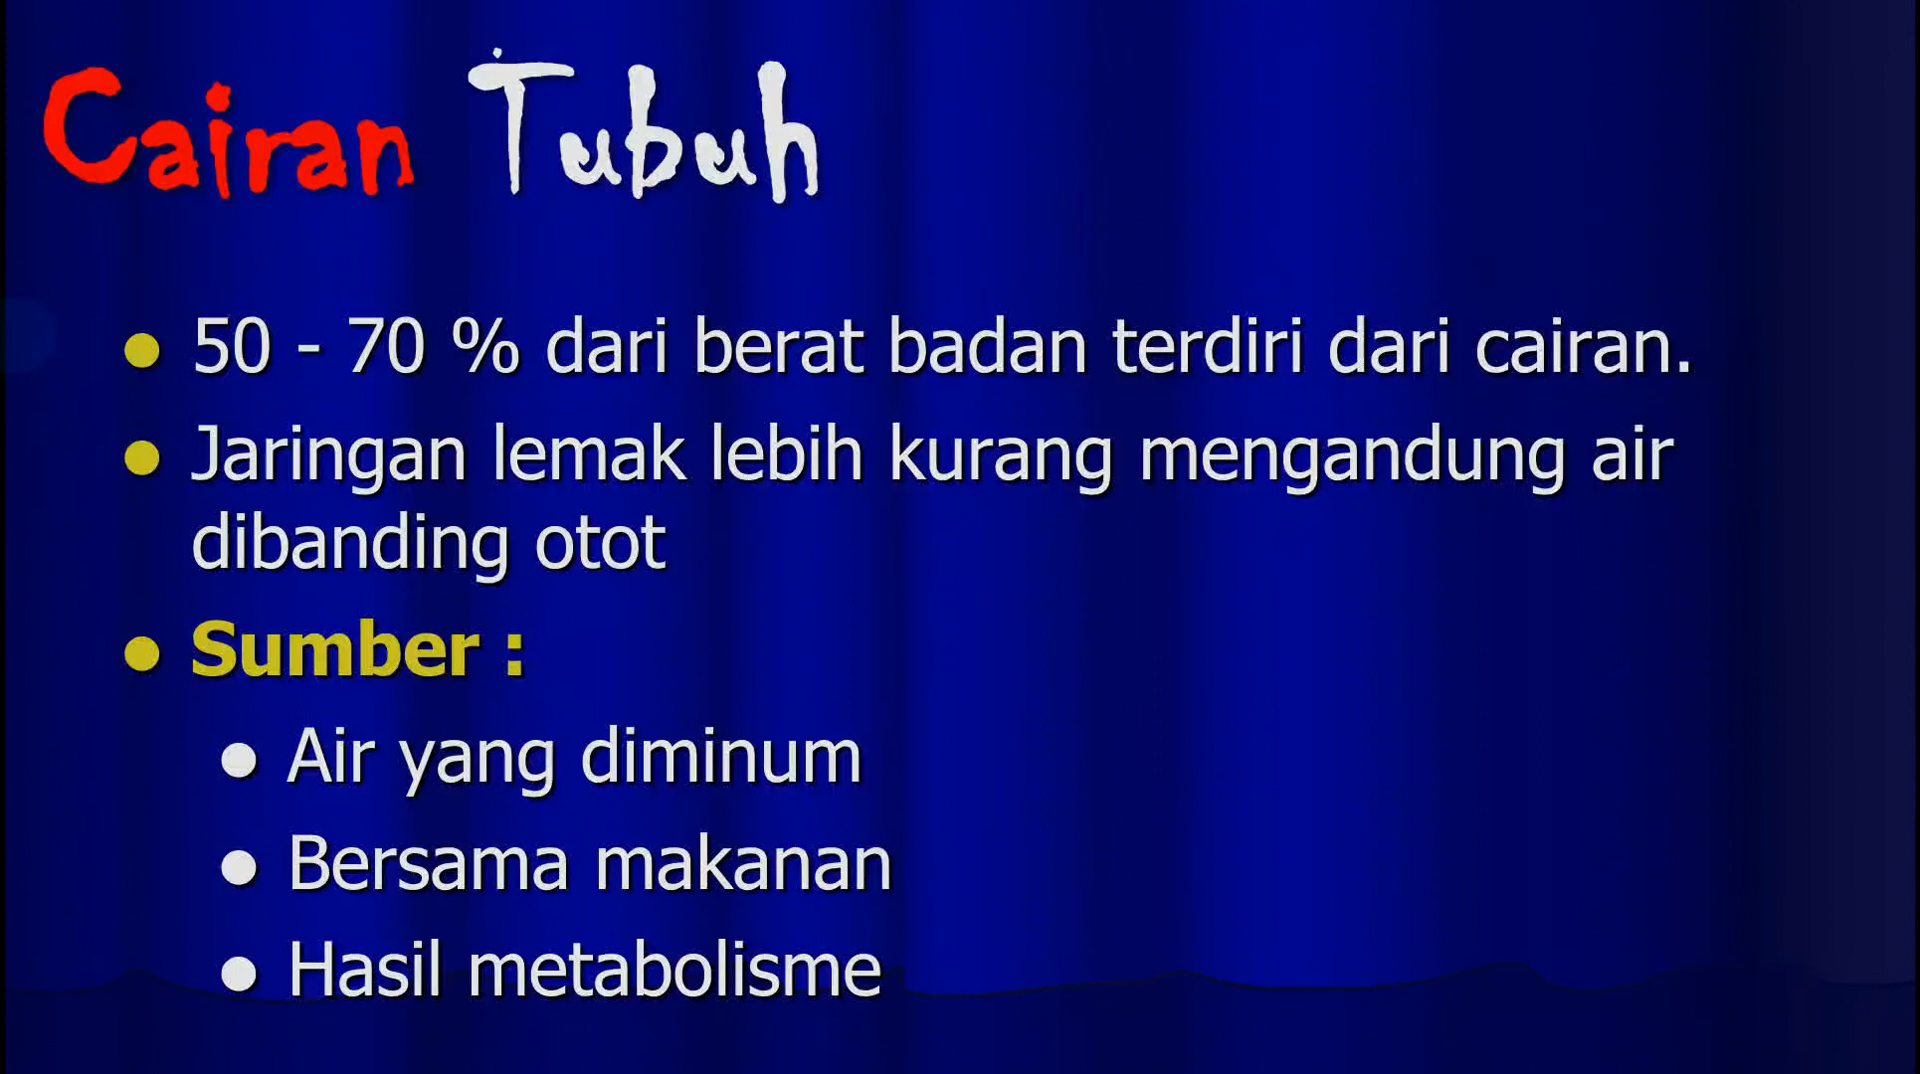 Cairan Tubuh
50 - 70 % dari berat badan terdiri dari cairan.
Jaringan lemak lebih kurang mengandung air
dibanding otot
Sumber :
Air yang diminum
Bersama makanan
Hasil metabolisme